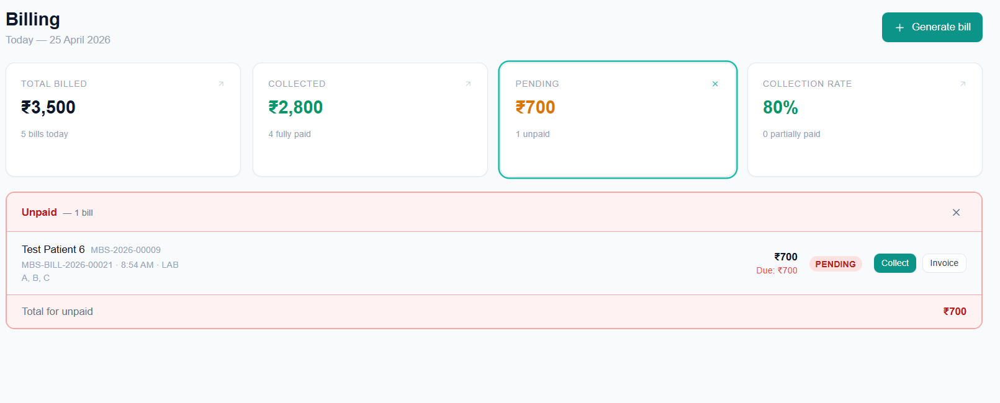 Billing
Today — 25 April 2026
+ Generate bill
TOTAL BILLED
₹3,500
5 bills today
COLLECTED
₹2,800
4 fully paid
PENDING
₹700
1 unpaid
COLLECTION RATE
80%
0 partially paid
Unpaid — 1 bill
Test Patient 6 MBS-2026-00009
MBS-BILL-2026-00021 · 8:54 AM · LAB
A, B, C
₹700
Due: ₹700
PENDING
Collect
Invoice
Total for unpaid
₹700